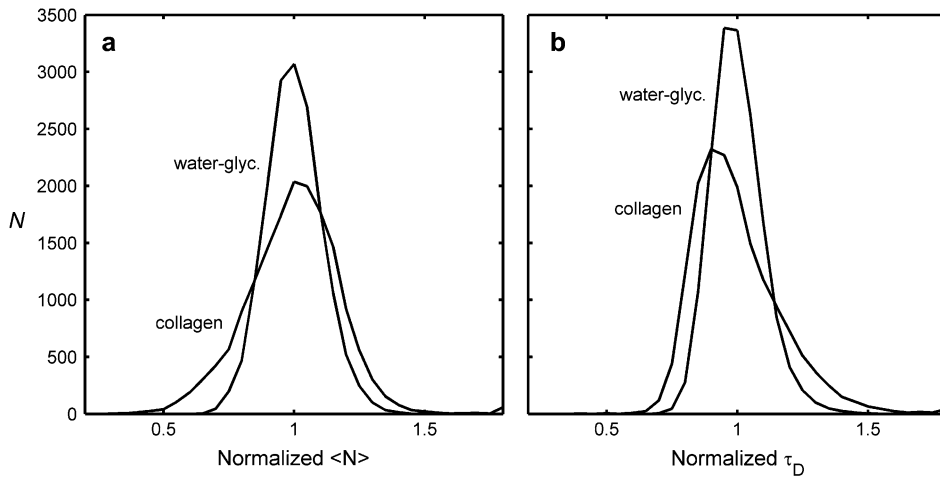 3500
3000
2500
2000
1500
1000
500
0
N
a
water-glyc.
collagen
0.5
1
1.5
Normalized <N>
b
water-glyc.
collagen
0.5
1
1.5
Normalized τD